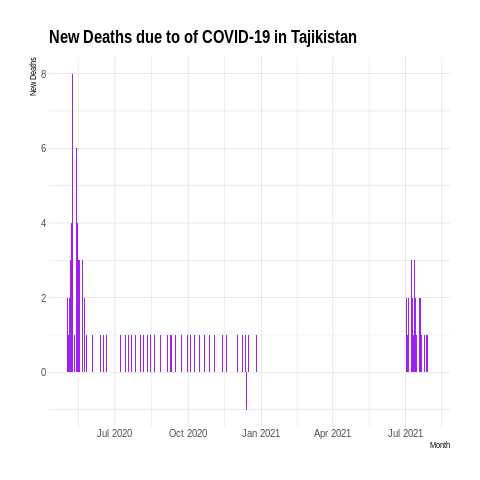 New Deaths due to of COVID-19 in Tajikistan
New Deaths
8
6
4
2
0
Jul 2020
Oct 2020
Jan 2021
Apr 2021
Jul 2021
Month